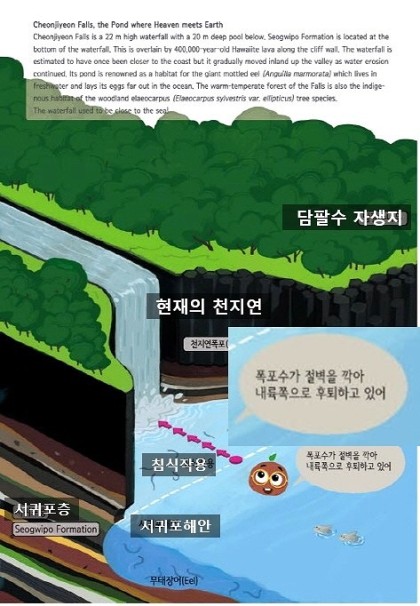 Cheonjiyeon Falls, the Pond where Heaven meets Earth
Cheonjiyeon Falls is a 22 m high waterfall with a 20 m deep pool below. Seogwipo Formation is located at the
bottom of the waterfall. This is overlain by 400,000-year-old Hawaiite lava along the cliff wall. The waterfall is
estimated to have once been closer to the coast but it gradually moved inland up the valley as water erosion
continued. Its pond is renowned as a habitat for the giant mottled eel (Anguilla marmorata) which lives in
freshwater and lays its eggs far out in the ocean. The warm-temperate forest of the Falls is also the indige-
nous habitat of the woodland elaeocarpus (Elaeocarpus sylvestris var. ellipticus) tree species.
The waterfall used to be close to the sea!
담팔수 자생지
현재의 천지연
천지연폭포(
폭포수가 절벽을 깎아
내륙쪽으로 후퇴하고 있어
폭포수가 절벽을 깎아
내륙쪽으로 후퇴하고 있어
침식작용
서귀포층
Seogwipo Formation
서귀포해안
무태장어(Eel)